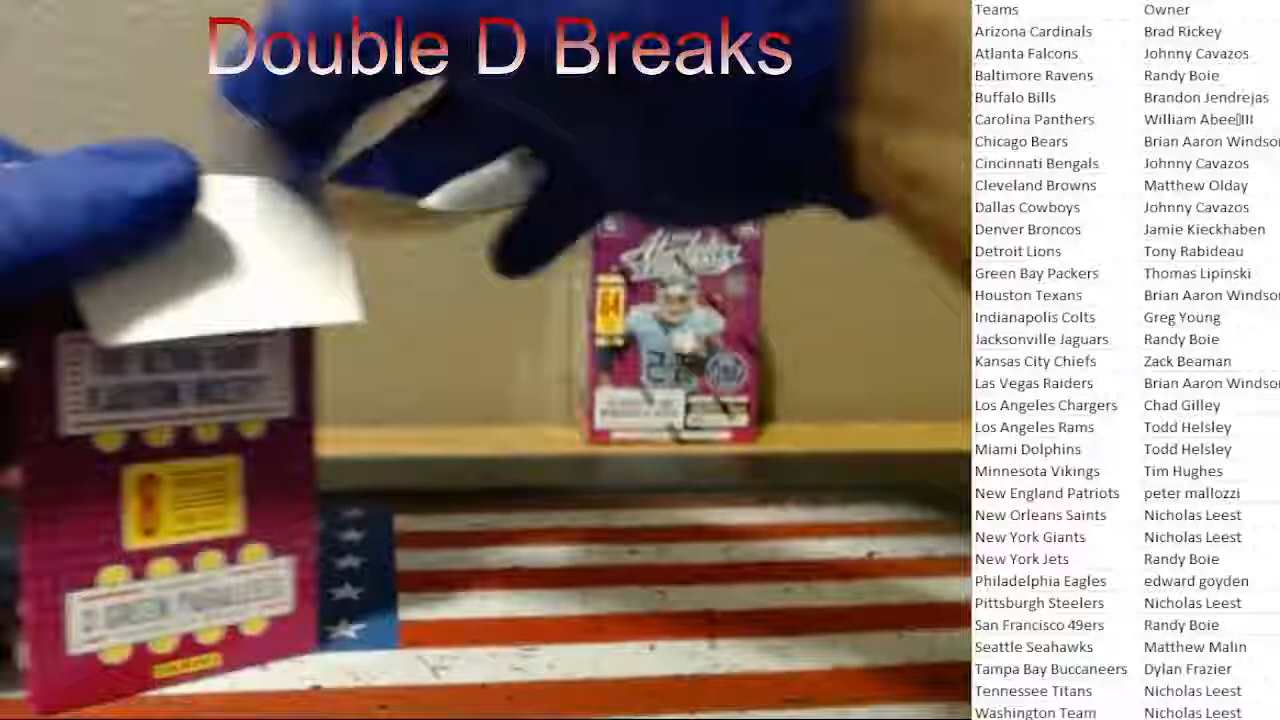 Double D Breaks
Teams Owner
Arizona Cardinals Brad Rickey
Atlanta Falcons Johnny Cavazos
Baltimore Ravens Randy Boie
Buffalo Bills Brandon Jendrejas
Carolina Panthers William Abee▯III
Chicago Bears Brian Aaron Windsor
Cincinnati Bengals Johnny Cavazos
Cleveland Browns Matthew Olday
Dallas Cowboys Johnny Cavazos
Denver Broncos Jamie Kieckhaben
Detroit Lions Tony Rabideau
Green Bay Packers Thomas Lipinski
Houston Texans Brian Aaron Windsor
Indianapolis Colts Greg Young
Jacksonville Jaguars Randy Boie
Kansas City Chiefs Zack Beaman
Las Vegas Raiders Brian Aaron Windsor
Los Angeles Chargers Chad Gilley
Los Angeles Rams Todd Helsley
Miami Dolphins Todd Helsley
Minnesota Vikings Tim Hughes
New England Patriots peter mallozzi
New Orleans Saints Nicholas Leest
New York Giants Nicholas Leest
New York Jets Randy Boie
Philadelphia Eagles edward goyden
Pittsburgh Steelers Nicholas Leest
San Francisco 49ers Randy Boie
Seattle Seahawks Matthew Malin
Tampa Bay Buccaneers Dylan Frazier
Tennessee Titans Nicholas Leest
Washington Team Nicholas Leest
Absolute
64
22